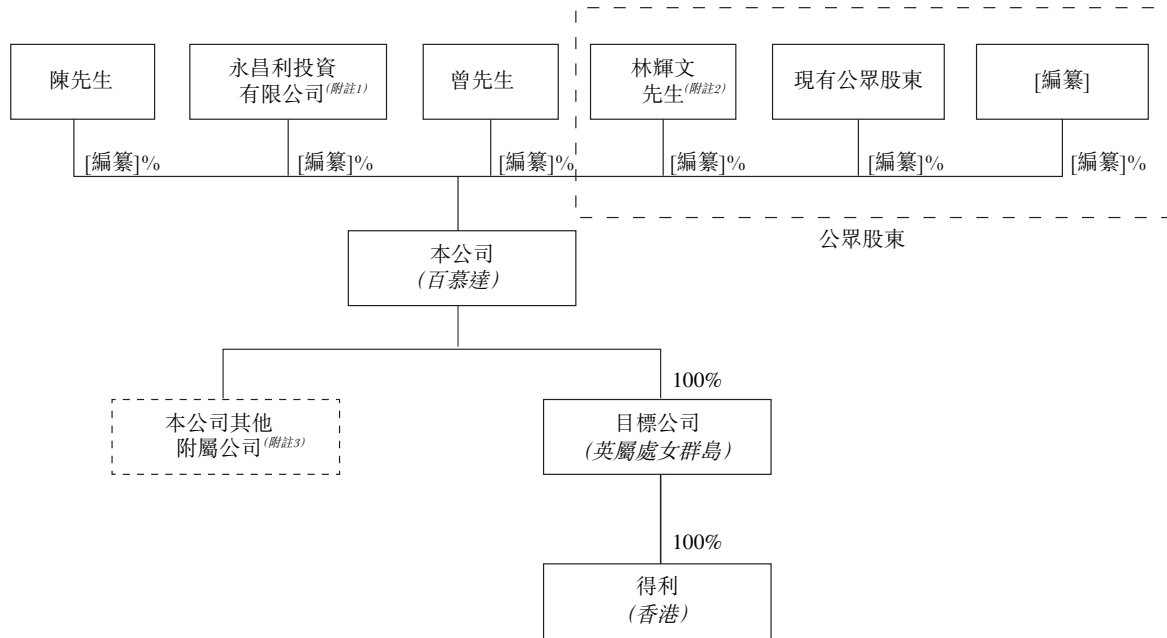 陳先生
永昌利投資
有限公司(附註1)
曾先生
林輝文
先生(附註2)
現有公眾股東
[編纂]
[編纂]%
[編纂]%
[編纂]%
[編纂]%
[編纂]%
[編纂]%
公眾股東
本公司
(百慕達)
100%
本公司其他
附屬公司(附註3)
目標公司
(英屬處女群島)
100%
得利
(香港)